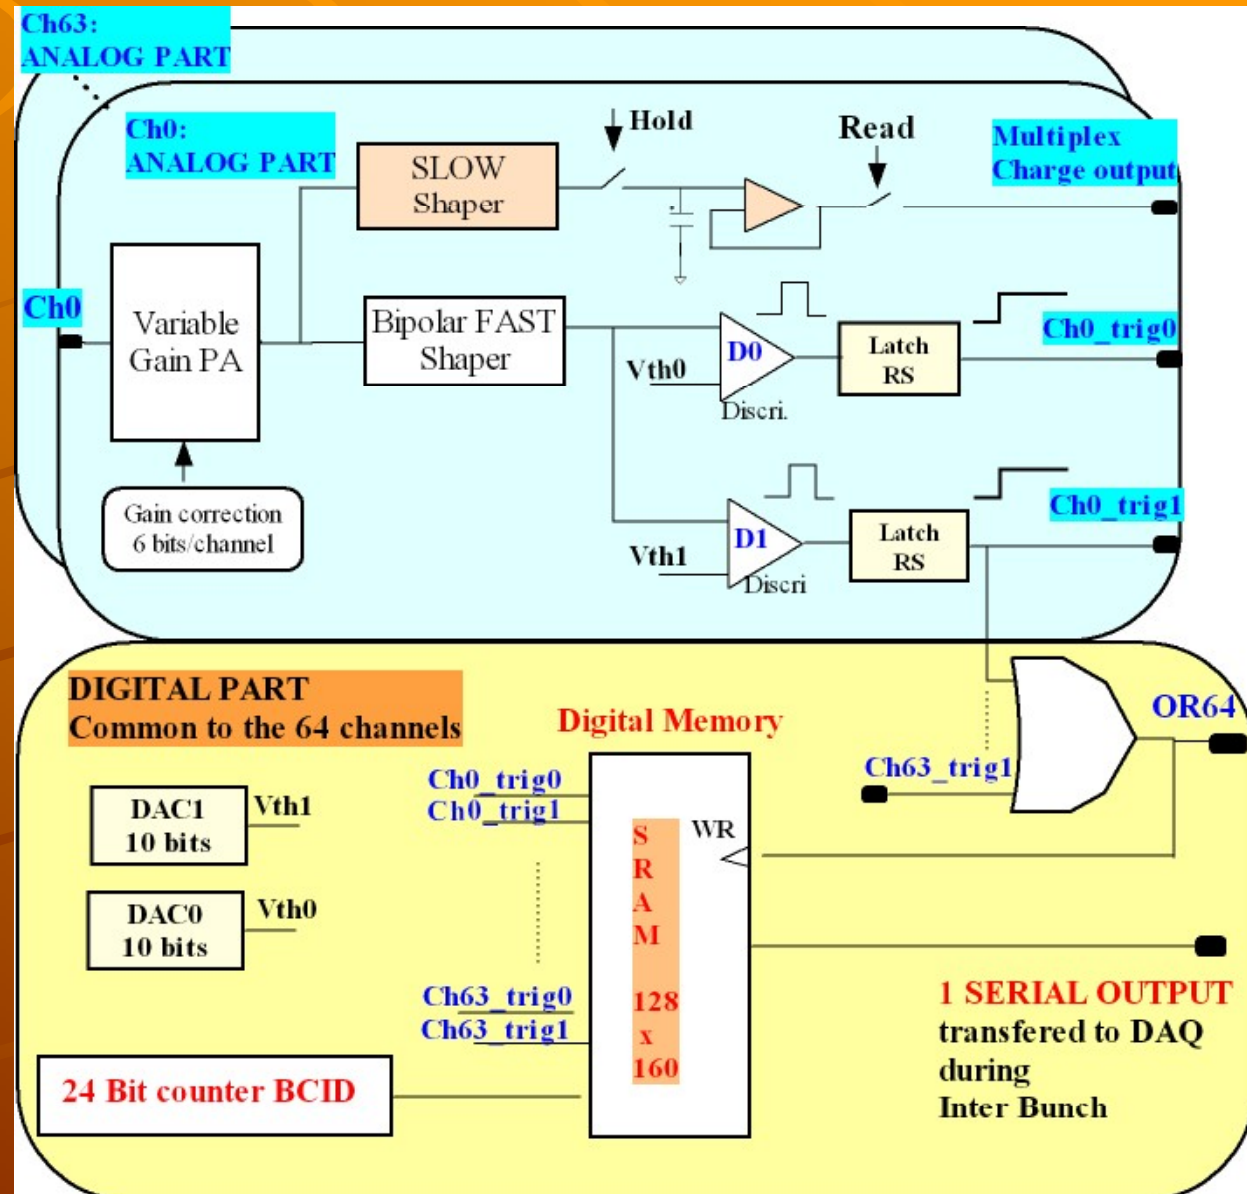 Ch63:
ANALOG PART
Ch0:
ANALOG PART
SLOW
Shaper
Hold
Read
Multiplex
Charge output
Ch0
Variable
Gain PA
Bipolar FAST
Shaper
Vth0
D0
Discri.
Latch
RS
Ch0_trig0
Gain correction
6 bits/channel
Vth1
D1
Discri
Latch
RS
Ch0_trig1
DIGITAL PART
Common to the 64 channels
Digital Memory
OR64
Ch63_trig1
DAC1
10 bits
Vth1
DAC0
10 bits
Vth0
Ch0_trig0
Ch0_trig1
Ch63_trig0
Ch63_trig1
S
R
A
M
128
x
160
WR
24 Bit counter BCID
1 SERIAL OUTPUT
transfered to DAQ
during
Inter Bunch